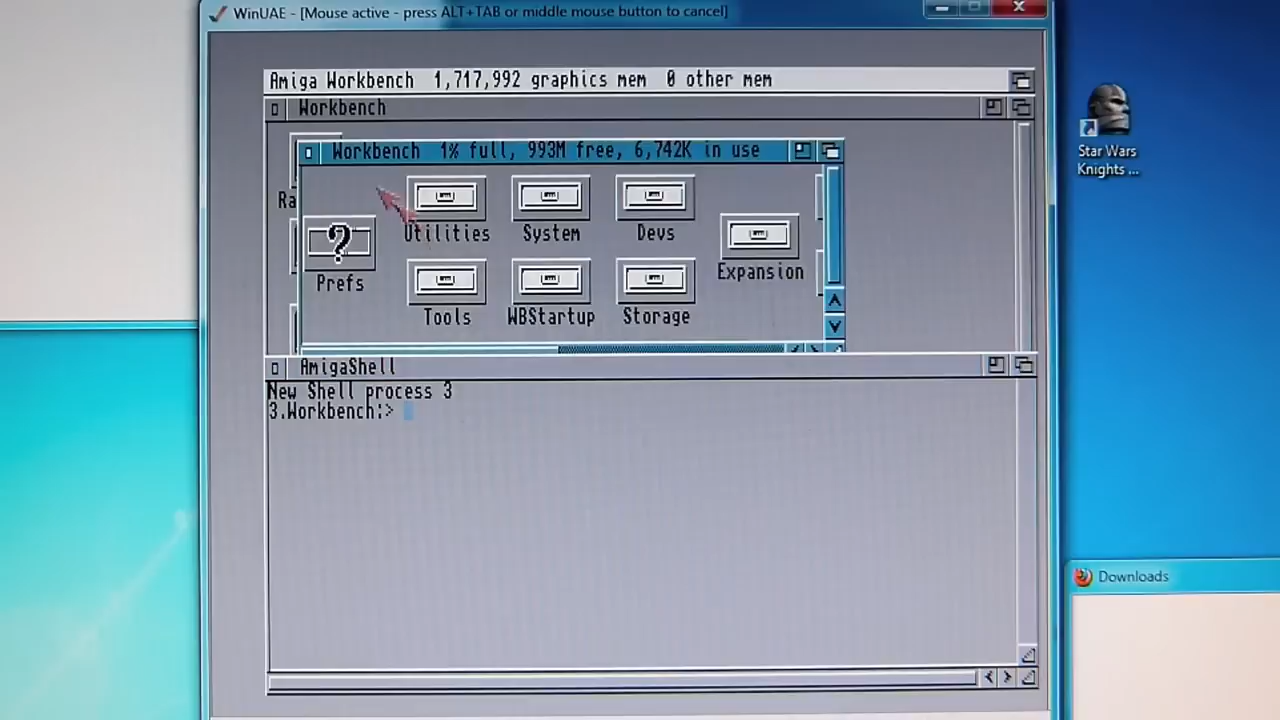 WinUAE - [Mouse active - press ALT+TAB or middle mouse button to cancel]
Amiga Workbench 1,717,992 graphics mem 0 other mem
Workbench
Workbench 1% full, 993M free, 6,742K in use
Ra
Utilities System Devs
Prefs
Expansion
Tools WBStartup Storage
AmigaShell
New Shell process 3
3.Workbench:>
Star Wars
Knights ...
Downloads